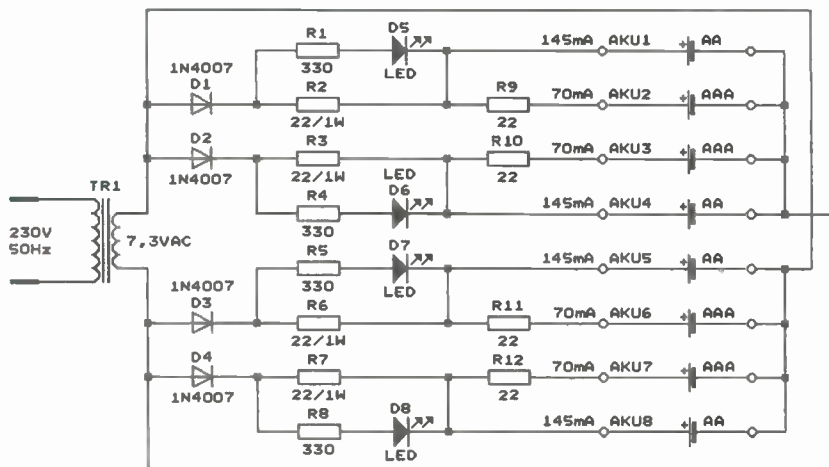 R1
D5
145mA AKU1
AA
1N4007
330
LED
D1
R2
R9
70mA AKU2
AAA
22/1W
22
D2
R3
LED
R10
70mA AKU3
AAA
1N4007
22/1W
D6
22
TR1
R4
145mA AKU4
AA
230V
50Hz
7,3VAC
330
LED
R5
D7
145mA AKU5
AA
1N4007
330
LED
D3
R6
R11
70mA AKU6
AAA
22/1W
22
D4
R7
R12
70mA AKU7
AAA
1N4007
22/1W
22
R8
D8
145mA AKU8
AA
330
LED